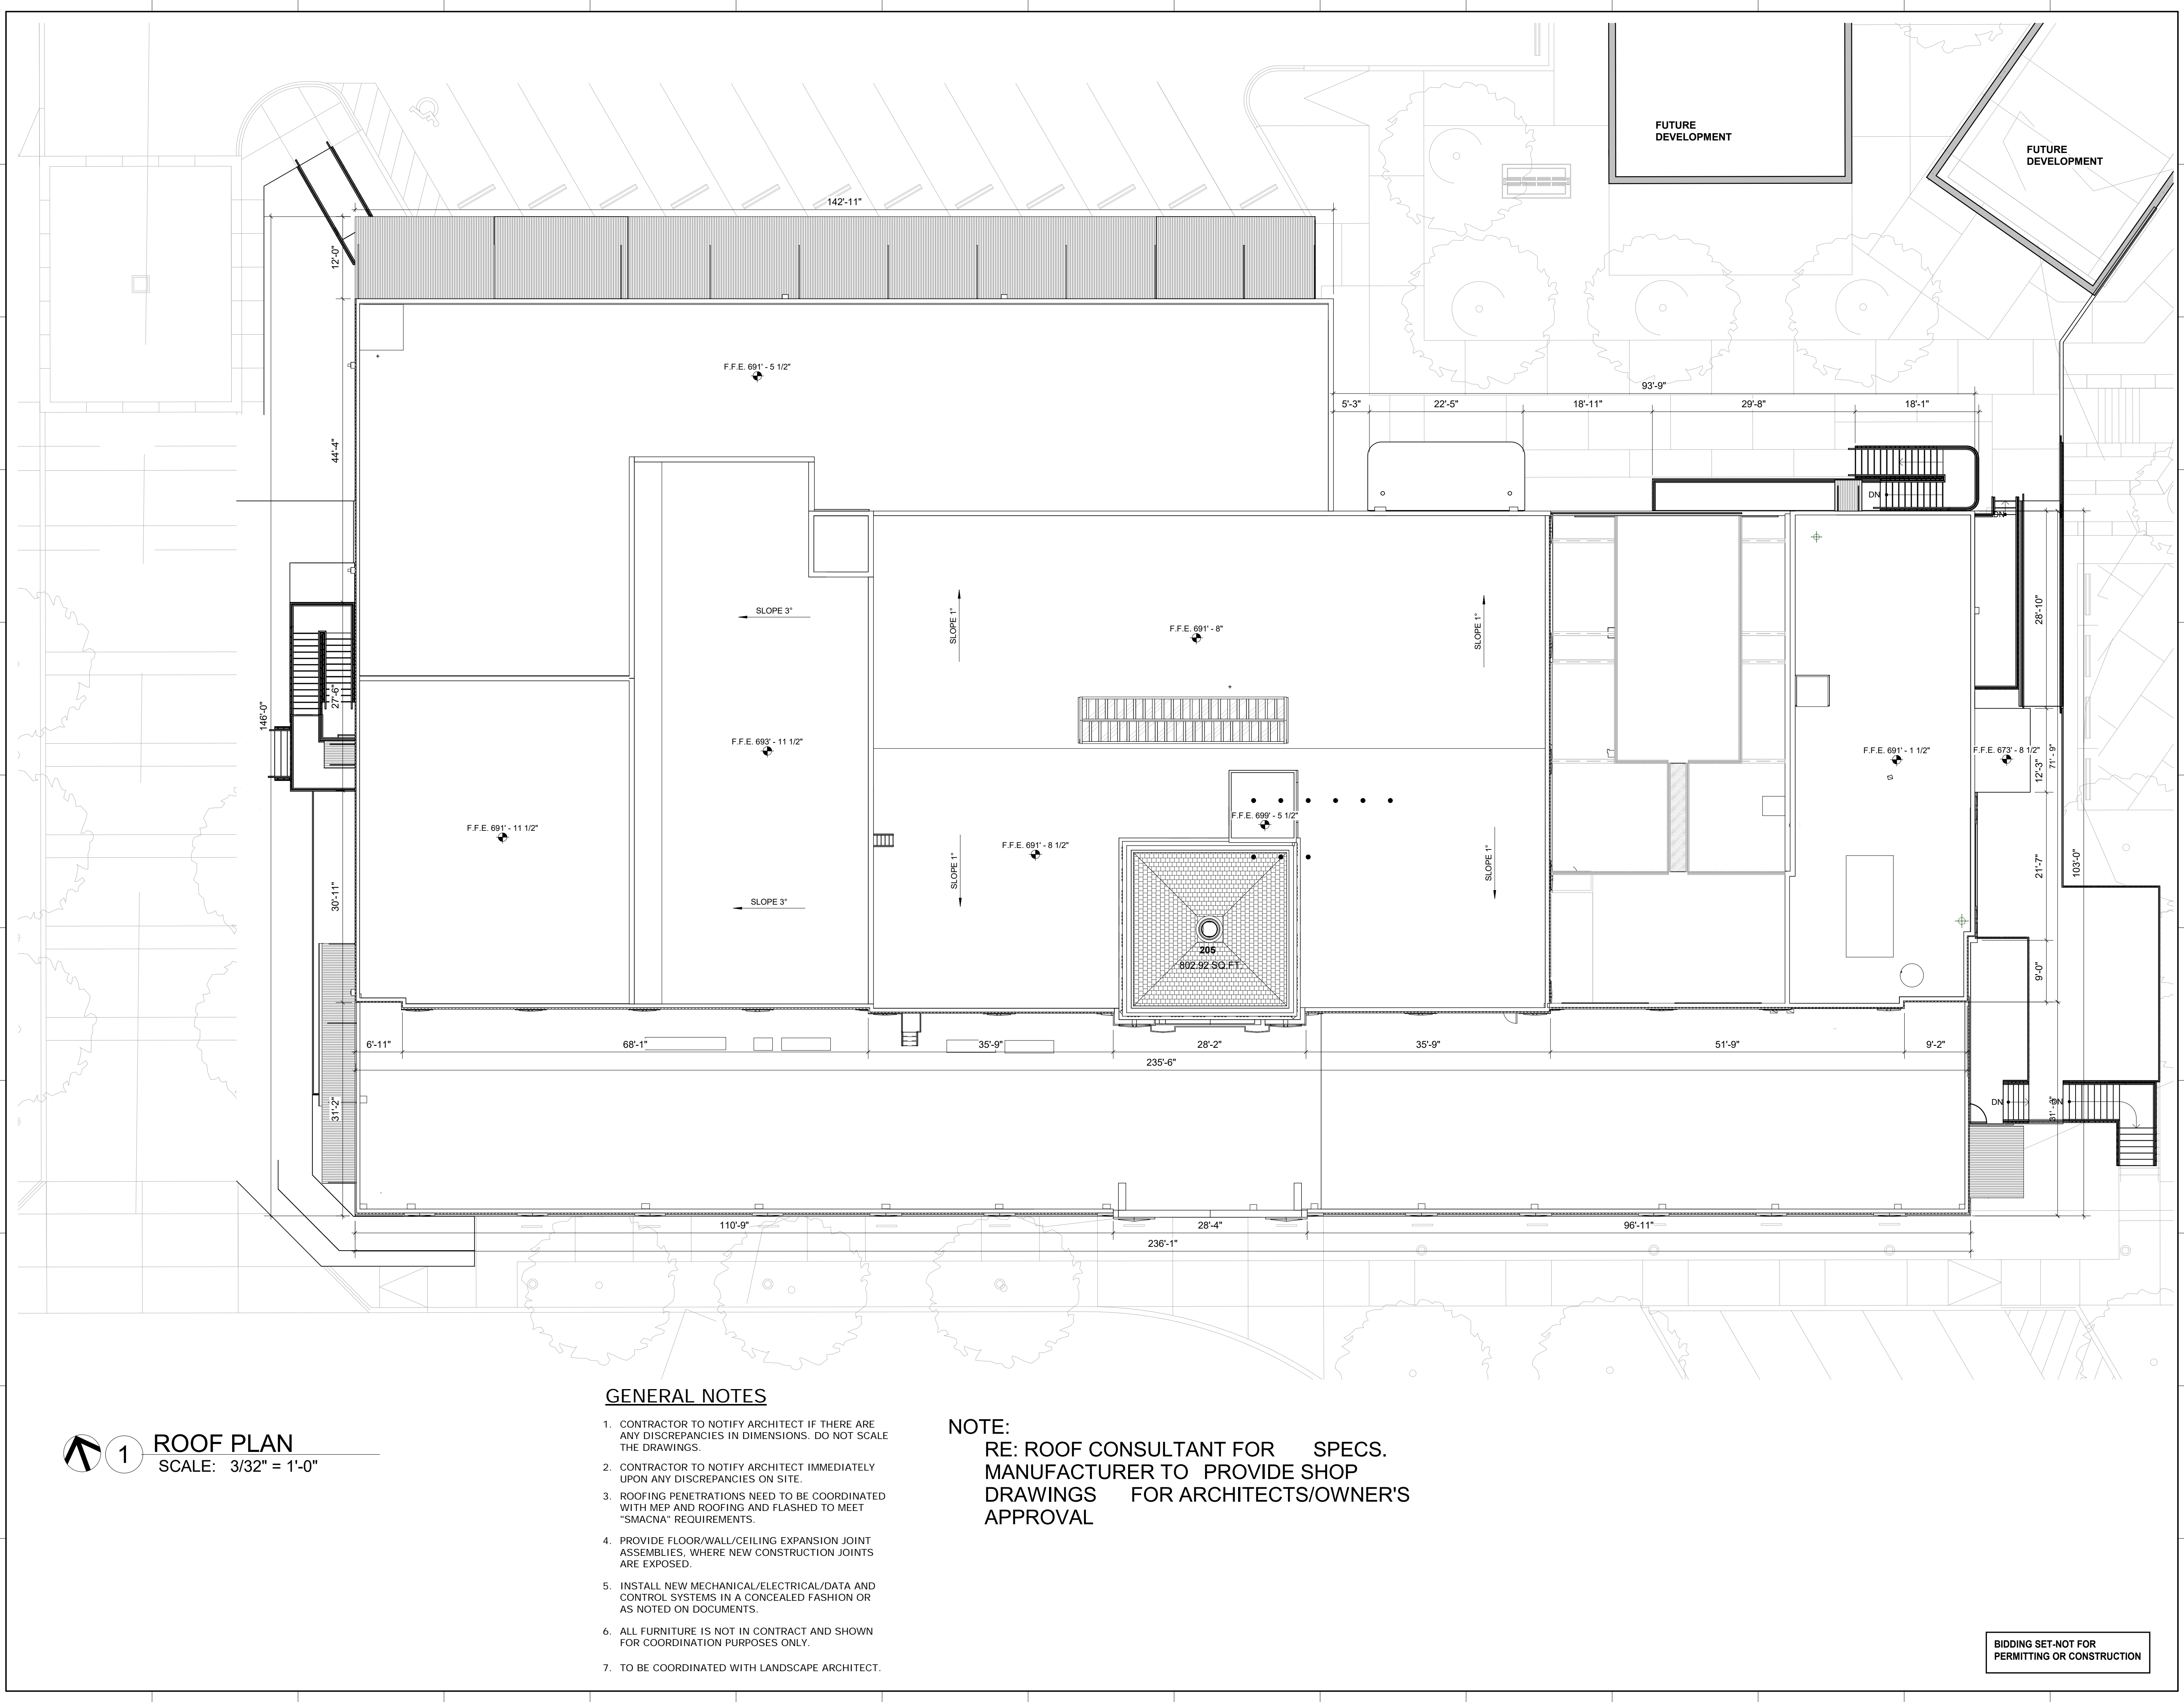 FUTURE
DEVELOPMENT
FUTURE
DEVELOPMENT
142'-11"
12'-0"
F.F.E. 691' - 5 1/2"
93'-9"
5'-3"
22'-5"
18'-11"
29'-8"
18'-1"
44'-4"
DN
DN
SLOPE 3"
SLOPE 1"
F.F.E. 691' - 8"
SLOPE 1"
28'-10"
27'-6"
146'-0"
F.F.E. 693' - 11 1/2"
F.F.E. 691' - 1 1/2"
F.F.E. 673' - 8 1/2"
12'-3"
71' - 9"
F.F.E. 691' - 11 1/2"
F.F.E. 699' - 5 1/2"
F.F.E. 691' - 8 1/2"
SLOPE 1"
SLOPE 1"
21'-7"
103'-0"
30'-11"
SLOPE 3"
205
802.92 SQ.FT.
9'-0"
6'-11"
68'-1"
35'-9"
28'-2"
35'-9"
51'-9"
9'-2"
235'-6"
31'-2"
DN
DN
110'-9"
28'-4"
96'-11"
236'-1"
1
ROOF PLAN
SCALE: 3/32" = 1'-0"
GENERAL NOTES
1. CONTRACTOR TO NOTIFY ARCHITECT IF THERE ARE
ANY DISCREPANCIES IN DIMENSIONS. DO NOT SCALE
THE DRAWINGS.
2. CONTRACTOR TO NOTIFY ARCHITECT IMMEDIATELY
UPON ANY DISCREPANCIES ON SITE.
3. ROOFING PENETRATIONS NEED TO BE COORDINATED
WITH MEP AND ROOFING AND FLASHED TO MEET
"SMACNA" REQUIREMENTS.
4. PROVIDE FLOOR/WALL/CEILING EXPANSION JOINT
ASSEMBLIES, WHERE NEW CONSTRUCTION JOINTS
ARE EXPOSED.
5. INSTALL NEW MECHANICAL/ELECTRICAL/DATA AND
CONTROL SYSTEMS IN A CONCEALED FASHION OR
AS NOTED ON DOCUMENTS.
6. ALL FURNITURE IS NOT IN CONTRACT AND SHOWN
FOR COORDINATION PURPOSES ONLY.
7. TO BE COORDINATED WITH LANDSCAPE ARCHITECT.
NOTE:
RE: ROOF CONSULTANT FOR SPECS.
MANUFACTURER TO PROVIDE SHOP
DRAWINGS FOR ARCHITECTS/OWNER'S
APPROVAL
BIDDING SET-NOT FOR
PERMITTING OR CONSTRUCTION